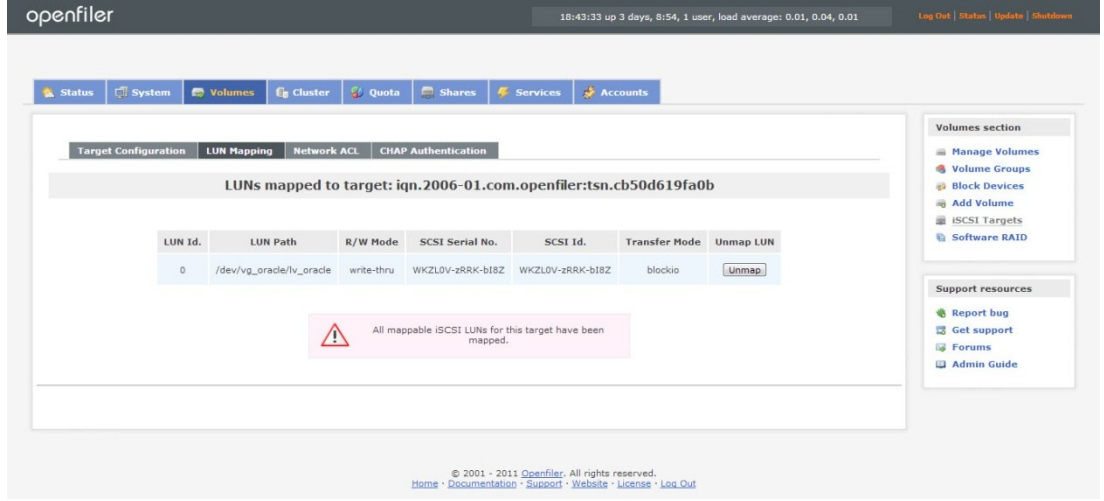 openfiler
18:43:33 up 3 days, 8:54, 1 user, load average: 0.01, 0.04, 0.01
Log Out | Status | Update | Shutdown
Status System Volumes Cluster Quota Shares Services Accounts
Target Configuration LUN Mapping Network ACL CHAP Authentication
LUNs mapped to target: iqn.2006-01.com.openfiler:tsn.cb50d619fa0b
LUN Id. LUN Path R/W Mode SCSI Serial No. SCSI Id. Transfer Mode Unmap LUN
0 /dev/vg_oracle/lv_oracle write-thru WKZL0V-zRRK-bI8Z WKZL0V-zRRK-bI8Z blockio Unmap
All mappable iSCSI LUNs for this target have been
mapped.
Volumes section
Manage Volumes
Volume Groups
Block Devices
Add Volume
iSCSI Targets
Software RAID
Support resources
Report bug
Get support
Forums
Admin Guide
© 2001 - 2011 Openfiler. All rights reserved.
Home · Documentation · Support · Website · License · Log Out